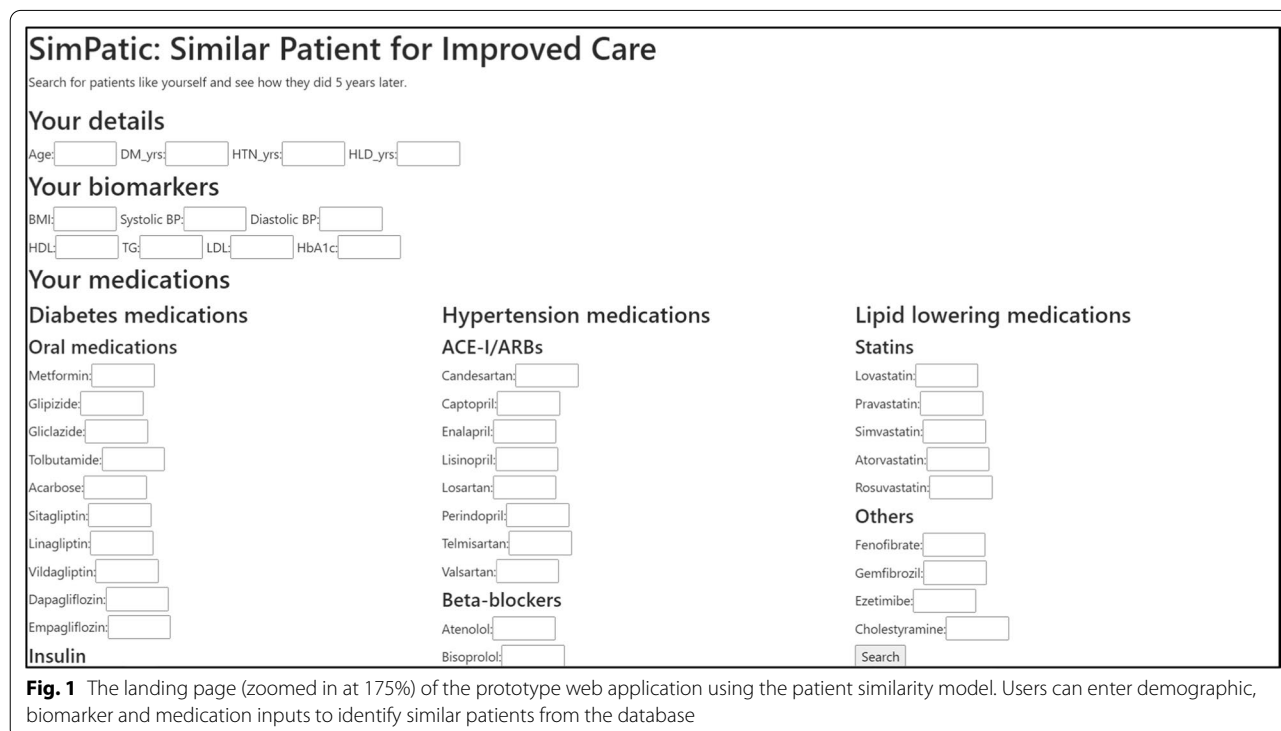 SimPatic: Similar Patient for Improved Care
Search for patients like yourself and see how they did 5 years later.
Your details
Age: DM_yrs: HTN_yrs: HLD_yrs:
Your biomarkers
BMI: Systolic BP: Diastolic BP:
HDL: TG: LDL: HbA1c:
Your medications
Diabetes medications
Oral medications
Metformin:
Glipizide:
Gliclazide:
Tolbutamide:
Acarbose:
Sitagliptin:
Linagliptin:
Vildagliptin:
Dapagliflozin:
Empagliflozin:
Insulin
Hypertension medications
ACE-I/ARBs
Candesartan:
Captopril:
Enalapril:
Lisinopril:
Losartan:
Perindopril:
Telmisartan:
Valsartan:
Beta-blockers
Atenolol:
Bisoprolol:
Lipid lowering medications
Statins
Lovastatin:
Pravastatin:
Simvastatin:
Atorvastatin:
Rosuvastatin:
Others
Fenofibrate:
Gemfibrozil:
Ezetimibe:
Cholestyramine:
Search
Fig. 1 The landing page (zoomed in at 175%) of the prototype web application using the patient similarity model. Users can enter demographic,
biomarker and medication inputs to identify similar patients from the database